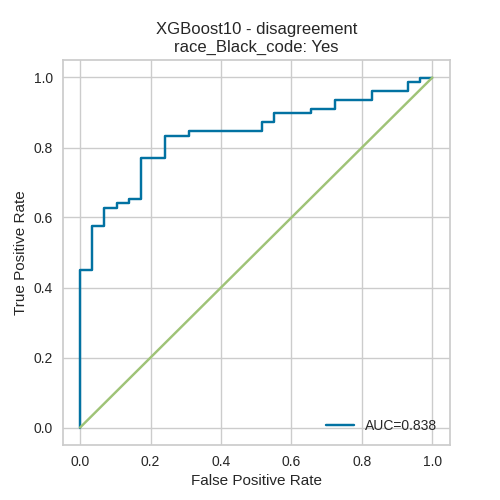 XGBoost10 - disagreement
race_Black_code: Yes
True Positive Rate
1.0
0.8
0.6
0.4
0.2
0.0
0.0 0.2 0.4 0.6 0.8 1.0
False Positive Rate
AUC=0.838